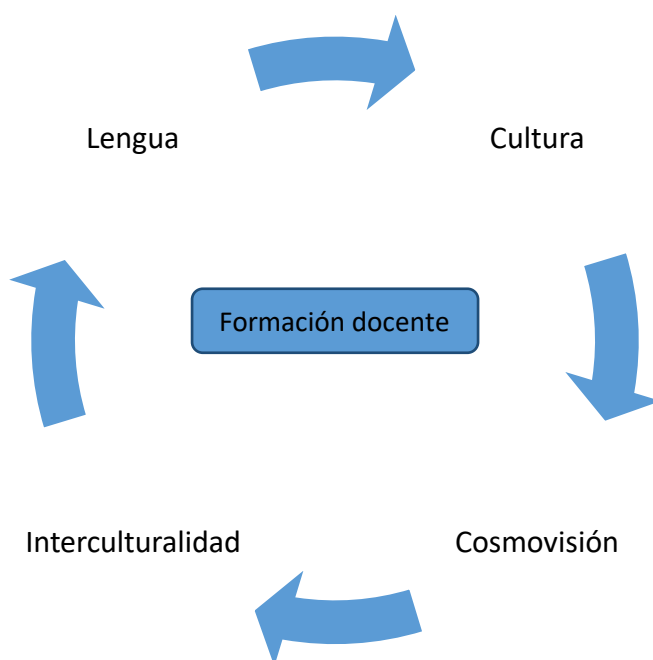 Lengua
Cultura
Formación docente
Interculturalidad
Cosmovisión